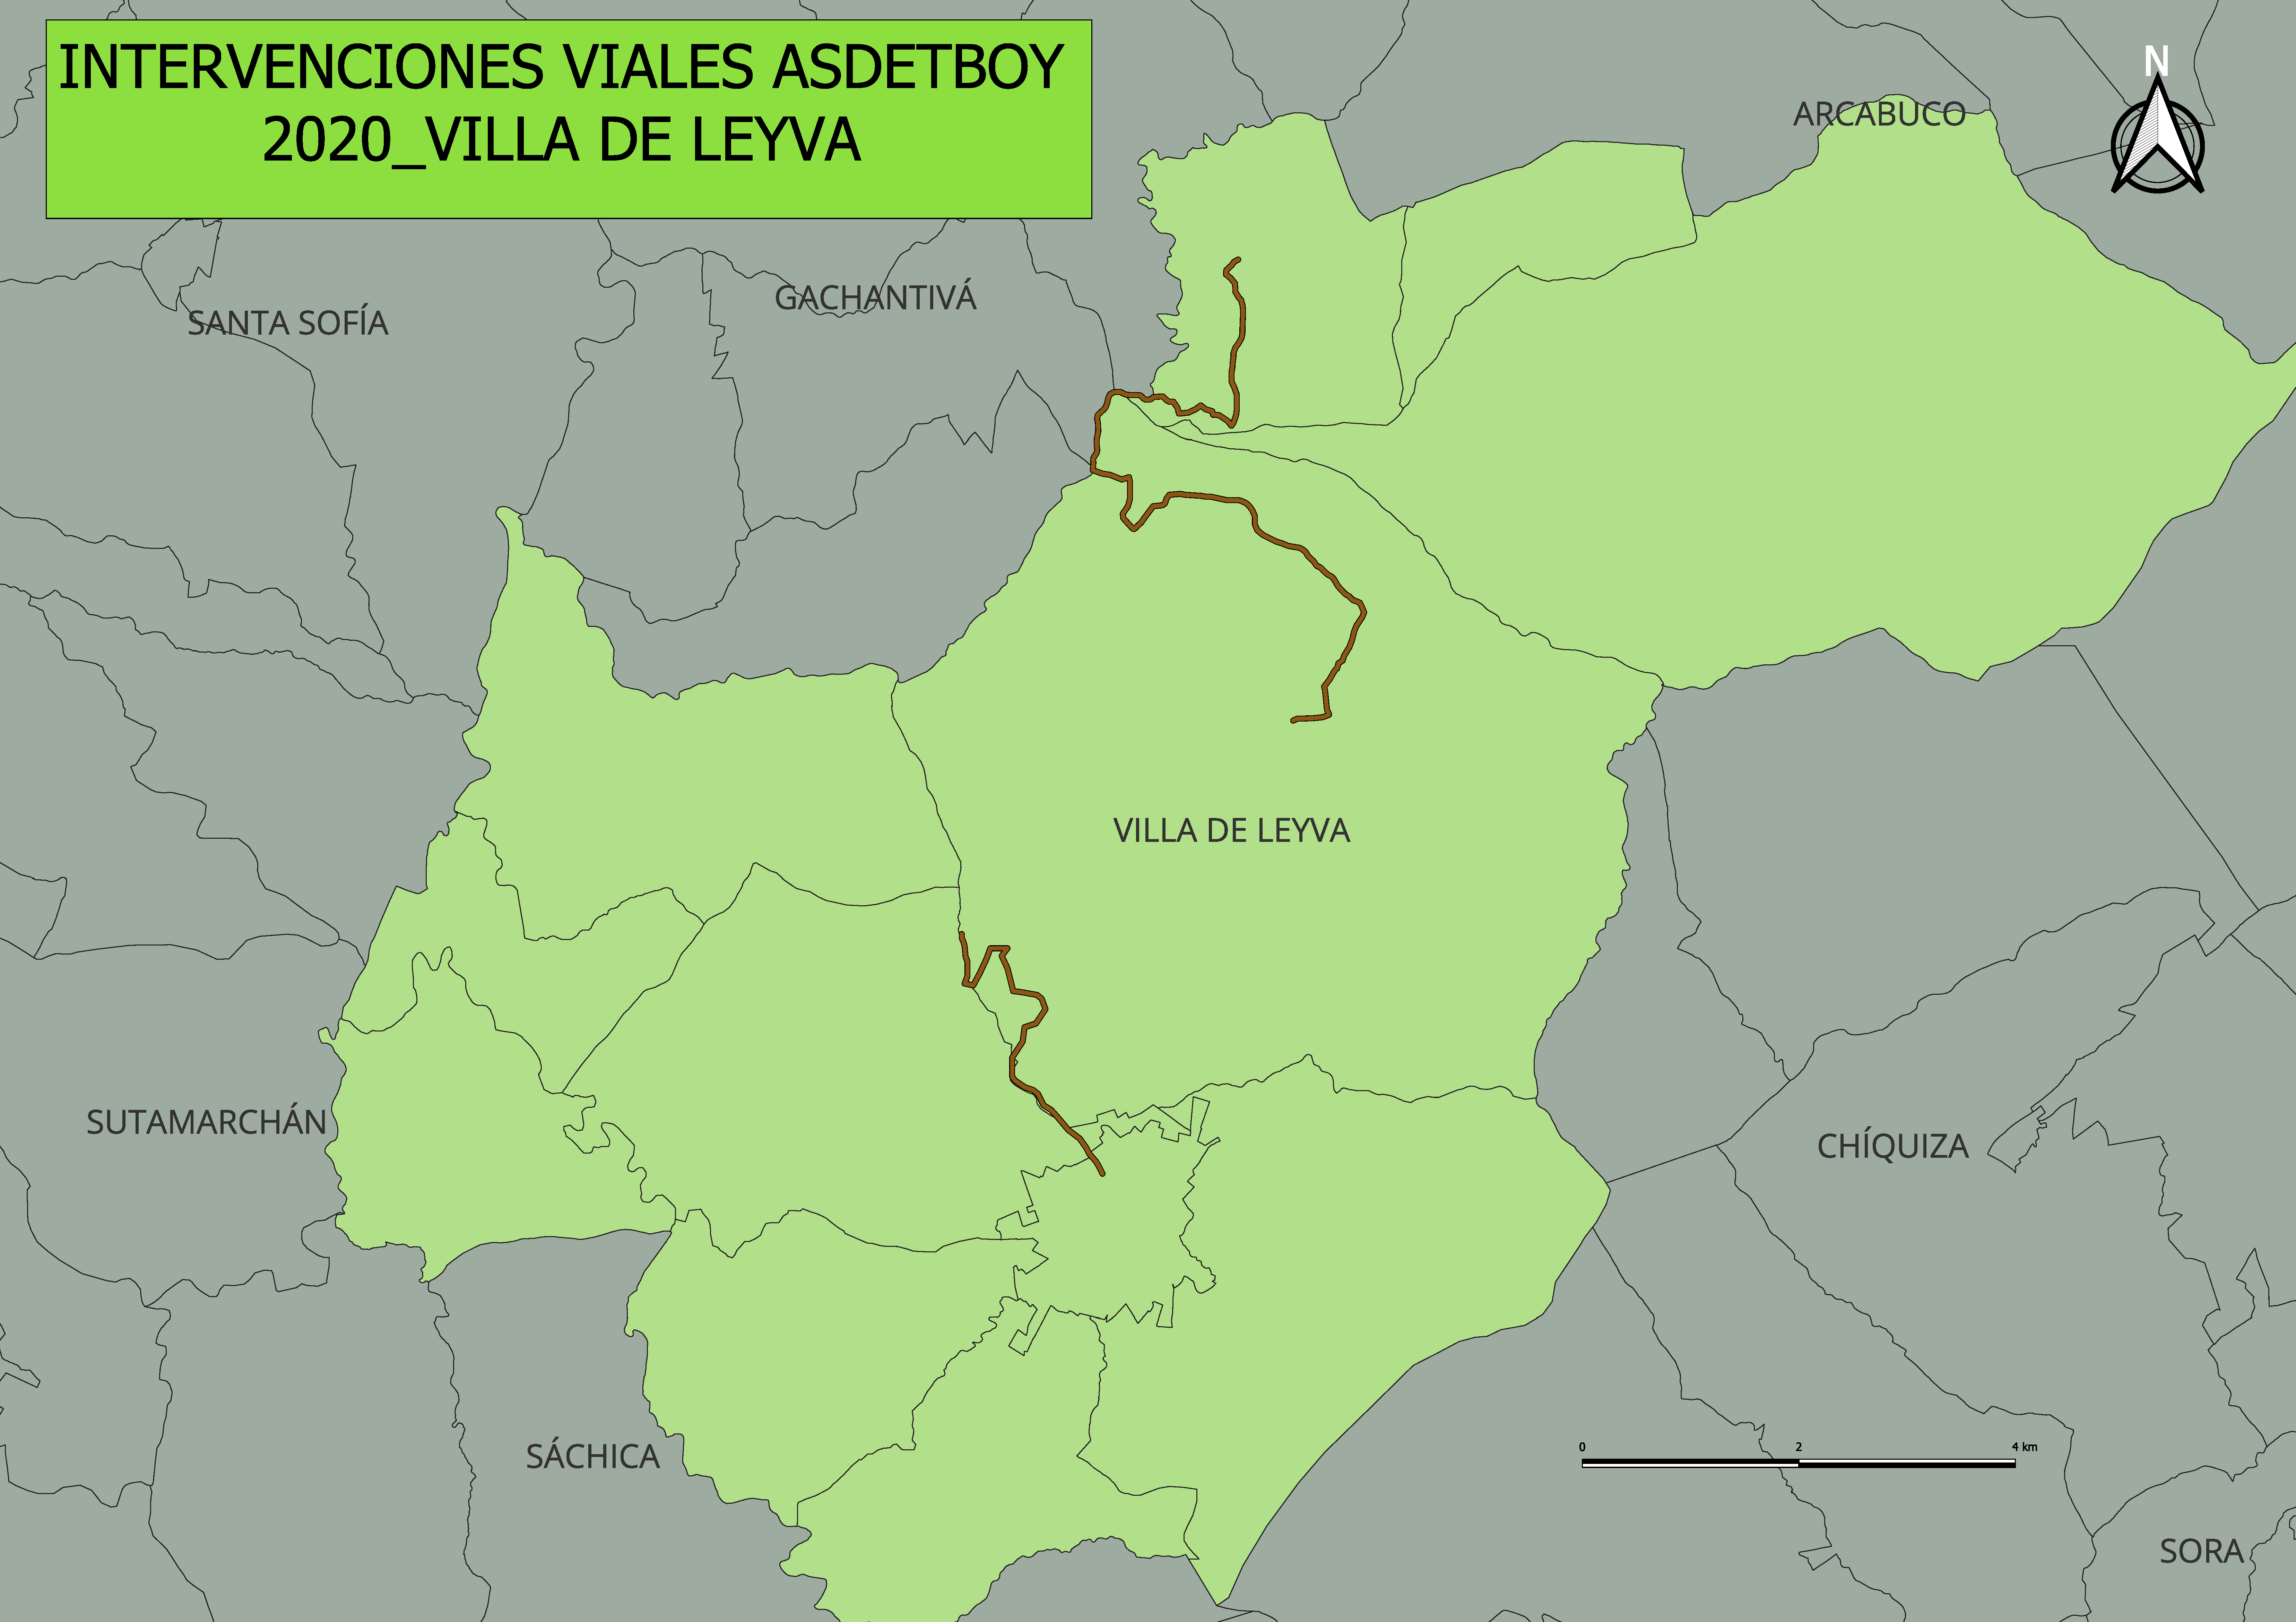 INTERVENCIONES VIALES ASDETBOY
2020_VILLA DE LEYVA
N
ARCABUCO
GACHANTIVÁ
SANTA SOFÍA
VILLA DE LEYVA
SUTAMARCHÁN
CHÍQUIZA
SÁCHICA
0 2 4 km
SORA